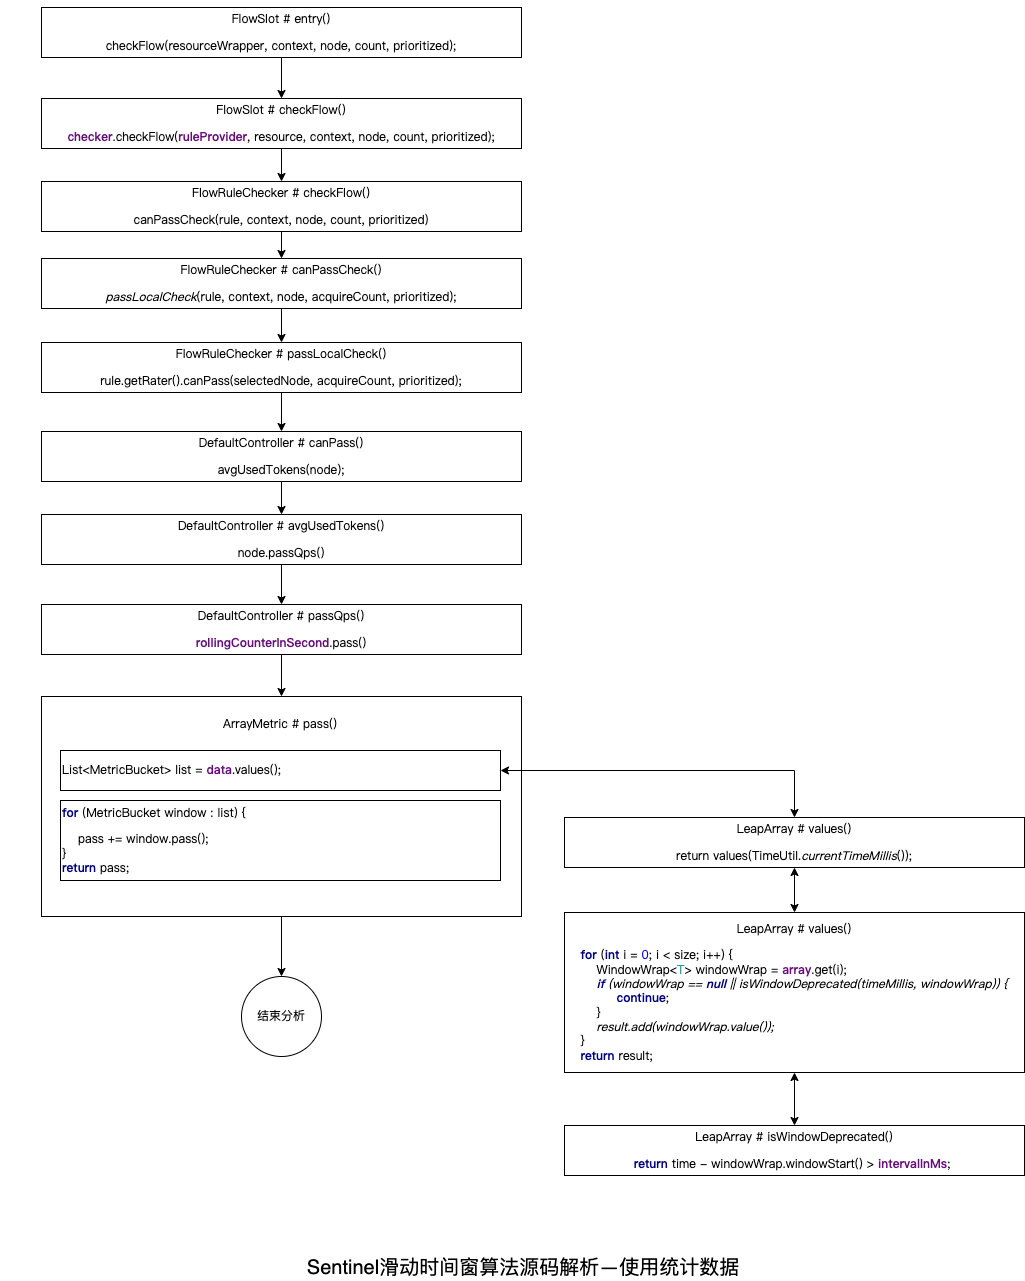 FlowSlot # entry()
checkFlow(resourceWrapper, context, node, count, prioritized);
FlowSlot # checkFlow()
checker.checkFlow(ruleProvider, resource, context, node, count, prioritized);
FlowRuleChecker # checkFlow()
canPassCheck(rule, context, node, count, prioritized)
FlowRuleChecker # canPassCheck()
passLocalCheck(rule, context, node, acquireCount, prioritized);
FlowRuleChecker # passLocalCheck()
rule.getRater().canPass(selectedNode, acquireCount, prioritized);
DefaultController # canPass()
avgUsedTokens(node);
DefaultController # avgUsedTokens()
node.passQps()
DefaultController # passQps()
rollingCounterInSecond.pass()
ArrayMetric # pass()
List<MetricBucket> list = data.values();
for (MetricBucket window : list) {
pass += window.pass();
}
return pass;
结束分析
LeapArray # values()
return values(TimeUtil.currentTimeMillis());
LeapArray # values()
for (int i = 0; i < size; i++) {
WindowWrap<T> windowWrap = array.get(i);
if (windowWrap == null || isWindowDeprecated(timeMillis, windowWrap)) {
continue;
}
result.add(windowWrap.value());
}
return result;
LeapArray # isWindowDeprecated()
return time - windowWrap.windowStart() > intervalInMs;
Sentinel滑动时间窗算法源码解析—使用统计数据